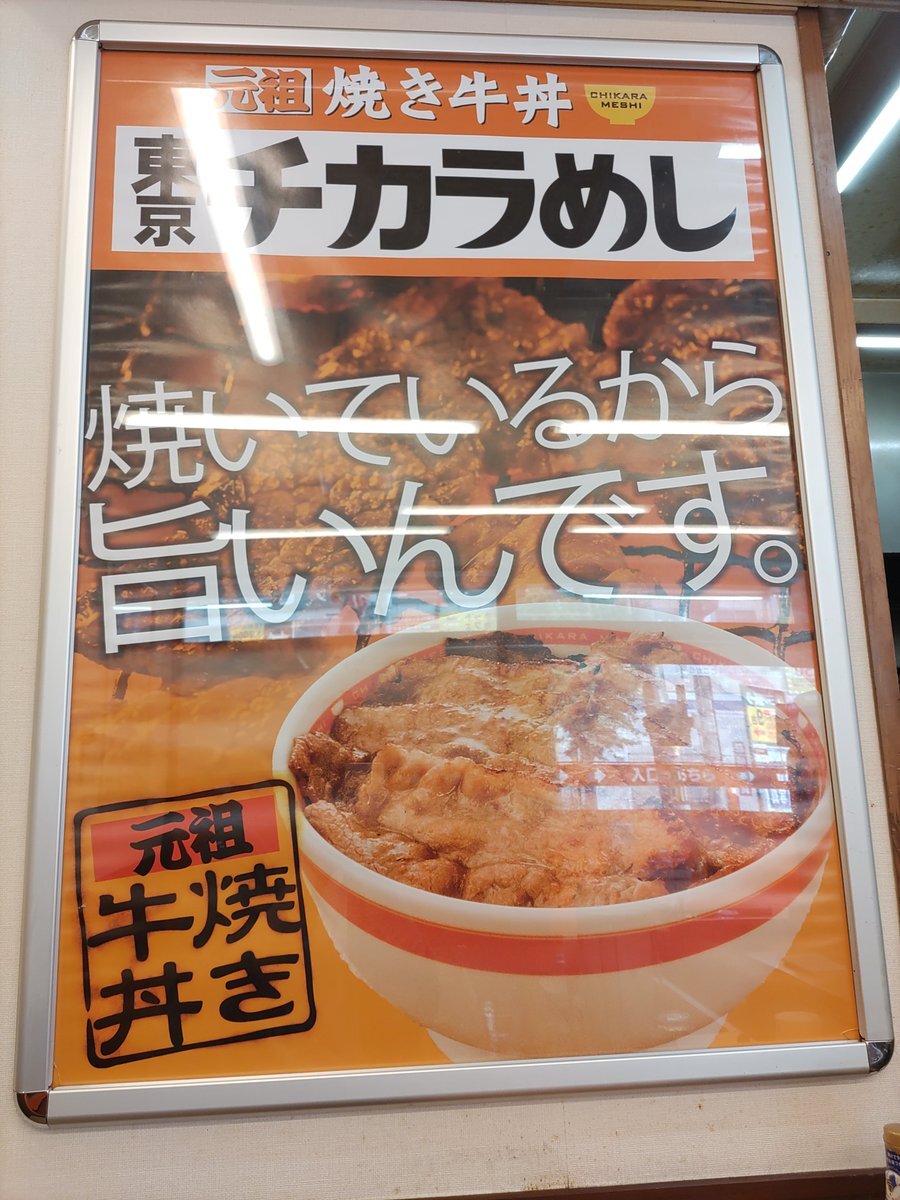 元祖 焼き牛丼
CHIKARA
MESHI
東京チカラめし
焼いているから
旨いんです。
元祖
焼き
牛丼